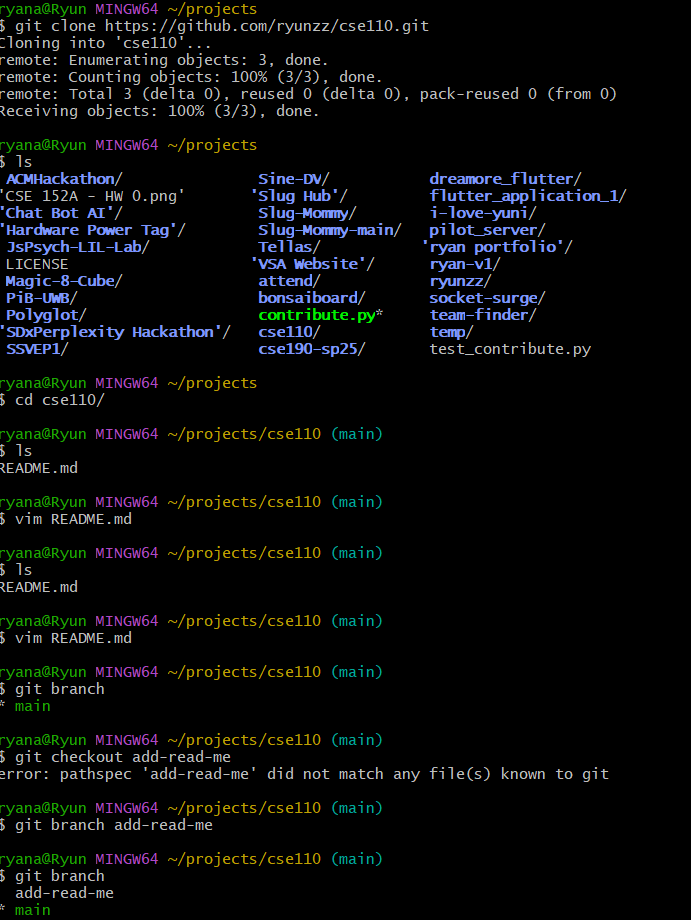 ryana@Ryun MINGW64 ~/projects
$ git clone https://github.com/ryunzz/cse110.git
Cloning into 'cse110'...
remote: Enumerating objects: 3, done.
remote: Counting objects: 100% (3/3), done.
remote: Total 3 (delta 0), reused 0 (delta 0), pack-reused 0 (from 0)
Receiving objects: 100% (3/3), done.
ryana@Ryun MINGW64 ~/projects
$ ls
ACMHackathon/ Sine-DV/ dreamore_flutter/
'CSE 152A - HW 0.png' 'Slug Hub'/ flutter_application_1/
'Chat Bot AI'/ Slug-Mommy/ i-love-yuni/
'Hardware Power Tag'/ Slug-Mommy-main/ pilot_server/
JsPsych-LIL-Lab/ Tellas/ 'ryan portfolio'/
LICENSE 'VSA Website'/ ryan-v1/
Magic-8-Cube/ attend/ ryunzz/
PiB-UWB/ bonsaiboard/ socket-surge/
Polyglot/ contribute.py* team-finder/
'SDxPerplexity Hackathon'/ cse110/ temp/
SSVEP1/ cse190-sp25/ test_contribute.py
ryana@Ryun MINGW64 ~/projects
$ cd cse110/
ryana@Ryun MINGW64 ~/projects/cse110 (main)
$ ls
README.md
ryana@Ryun MINGW64 ~/projects/cse110 (main)
$ vim README.md
ryana@Ryun MINGW64 ~/projects/cse110 (main)
$ ls
README.md
ryana@Ryun MINGW64 ~/projects/cse110 (main)
$ vim README.md
ryana@Ryun MINGW64 ~/projects/cse110 (main)
$ git branch
* main
ryana@Ryun MINGW64 ~/projects/cse110 (main)
$ git checkout add-read-me
error: pathspec 'add-read-me' did not match any file(s) known to git
ryana@Ryun MINGW64 ~/projects/cse110 (main)
$ git branch add-read-me
ryana@Ryun MINGW64 ~/projects/cse110 (main)
$ git branch
add-read-me
* main